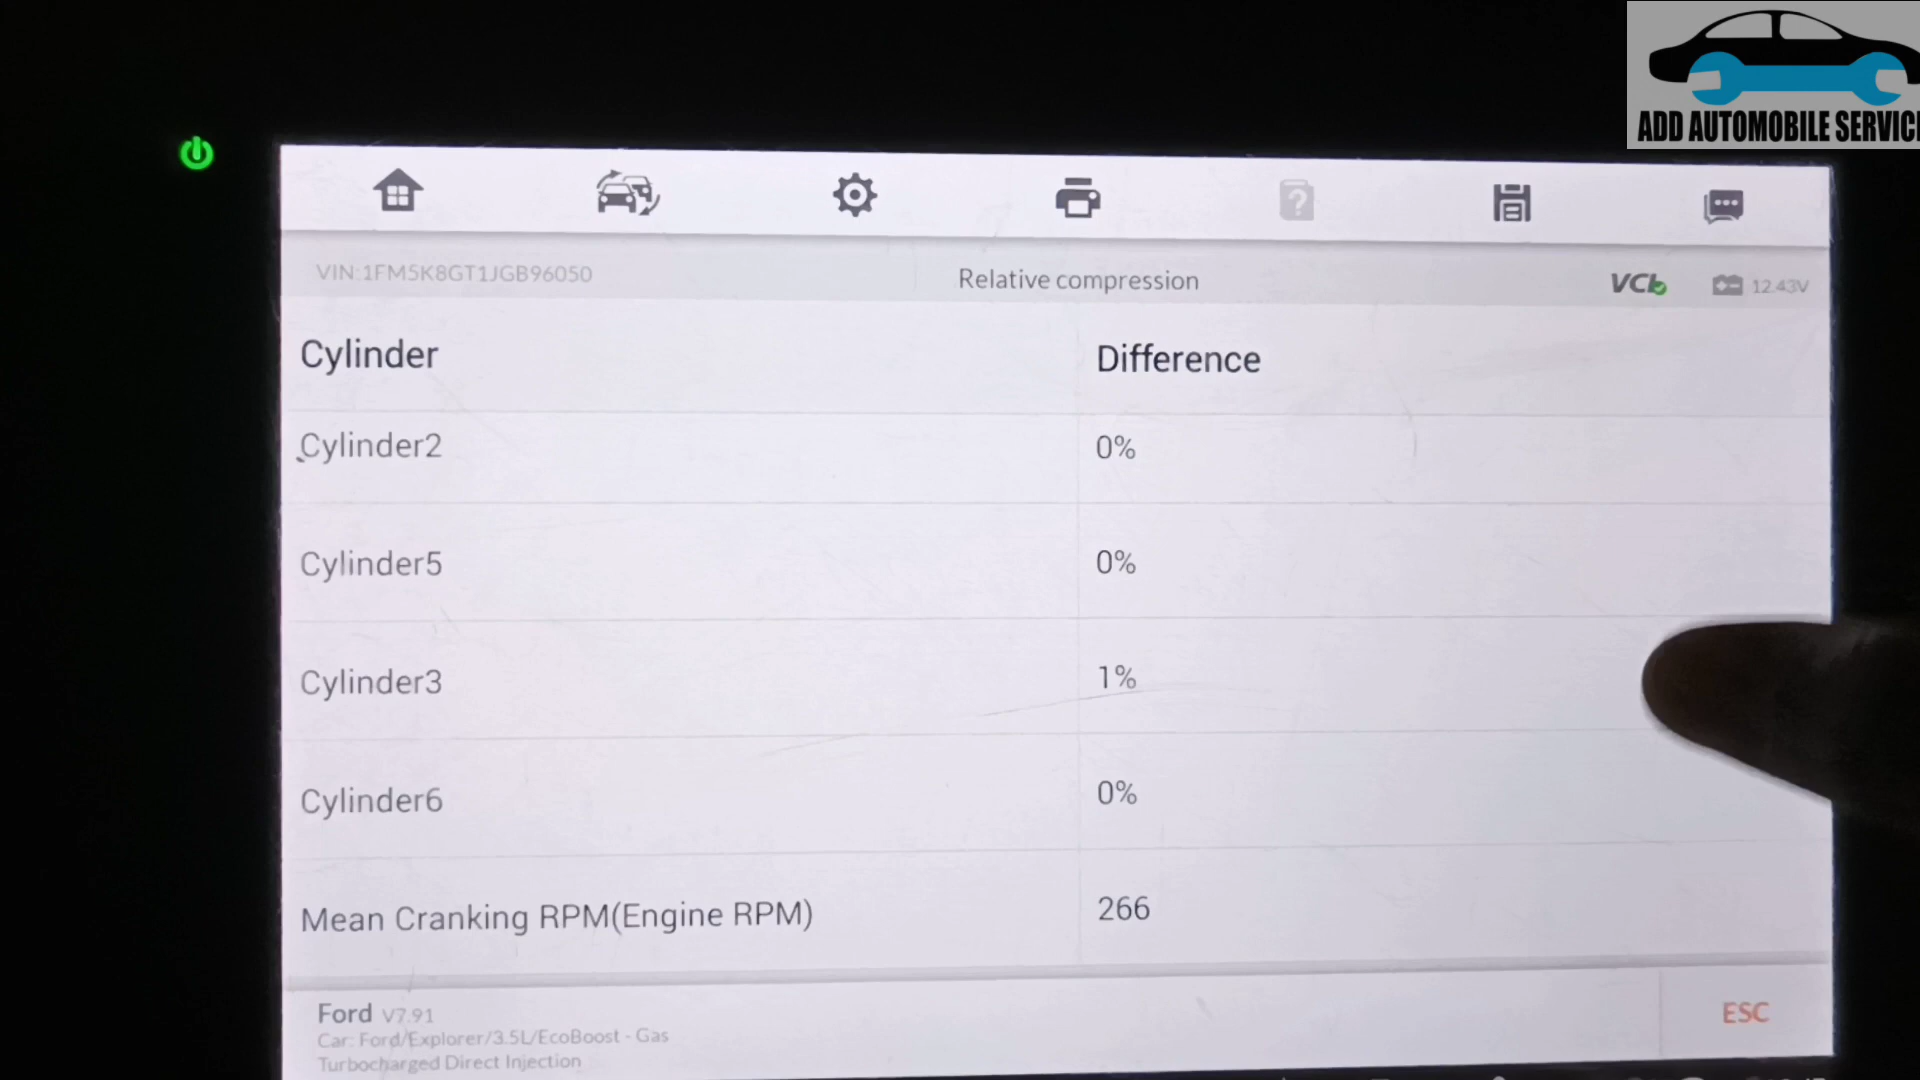 ADD AUTOMOBILE SERVIC
VIN:1FM5K8GT1JGB96050
Relative compression
VCI
12.43V
Cylinder
Difference
Cylinder2
0%
Cylinder5
0%
Cylinder3
1%
Cylinder6
0%
Mean Cranking RPM(Engine RPM)
266
Ford V7.91
Car: Ford/Explorer/3.5L/EcoBoost - Gas
Turbocharged Direct Injection
ESC